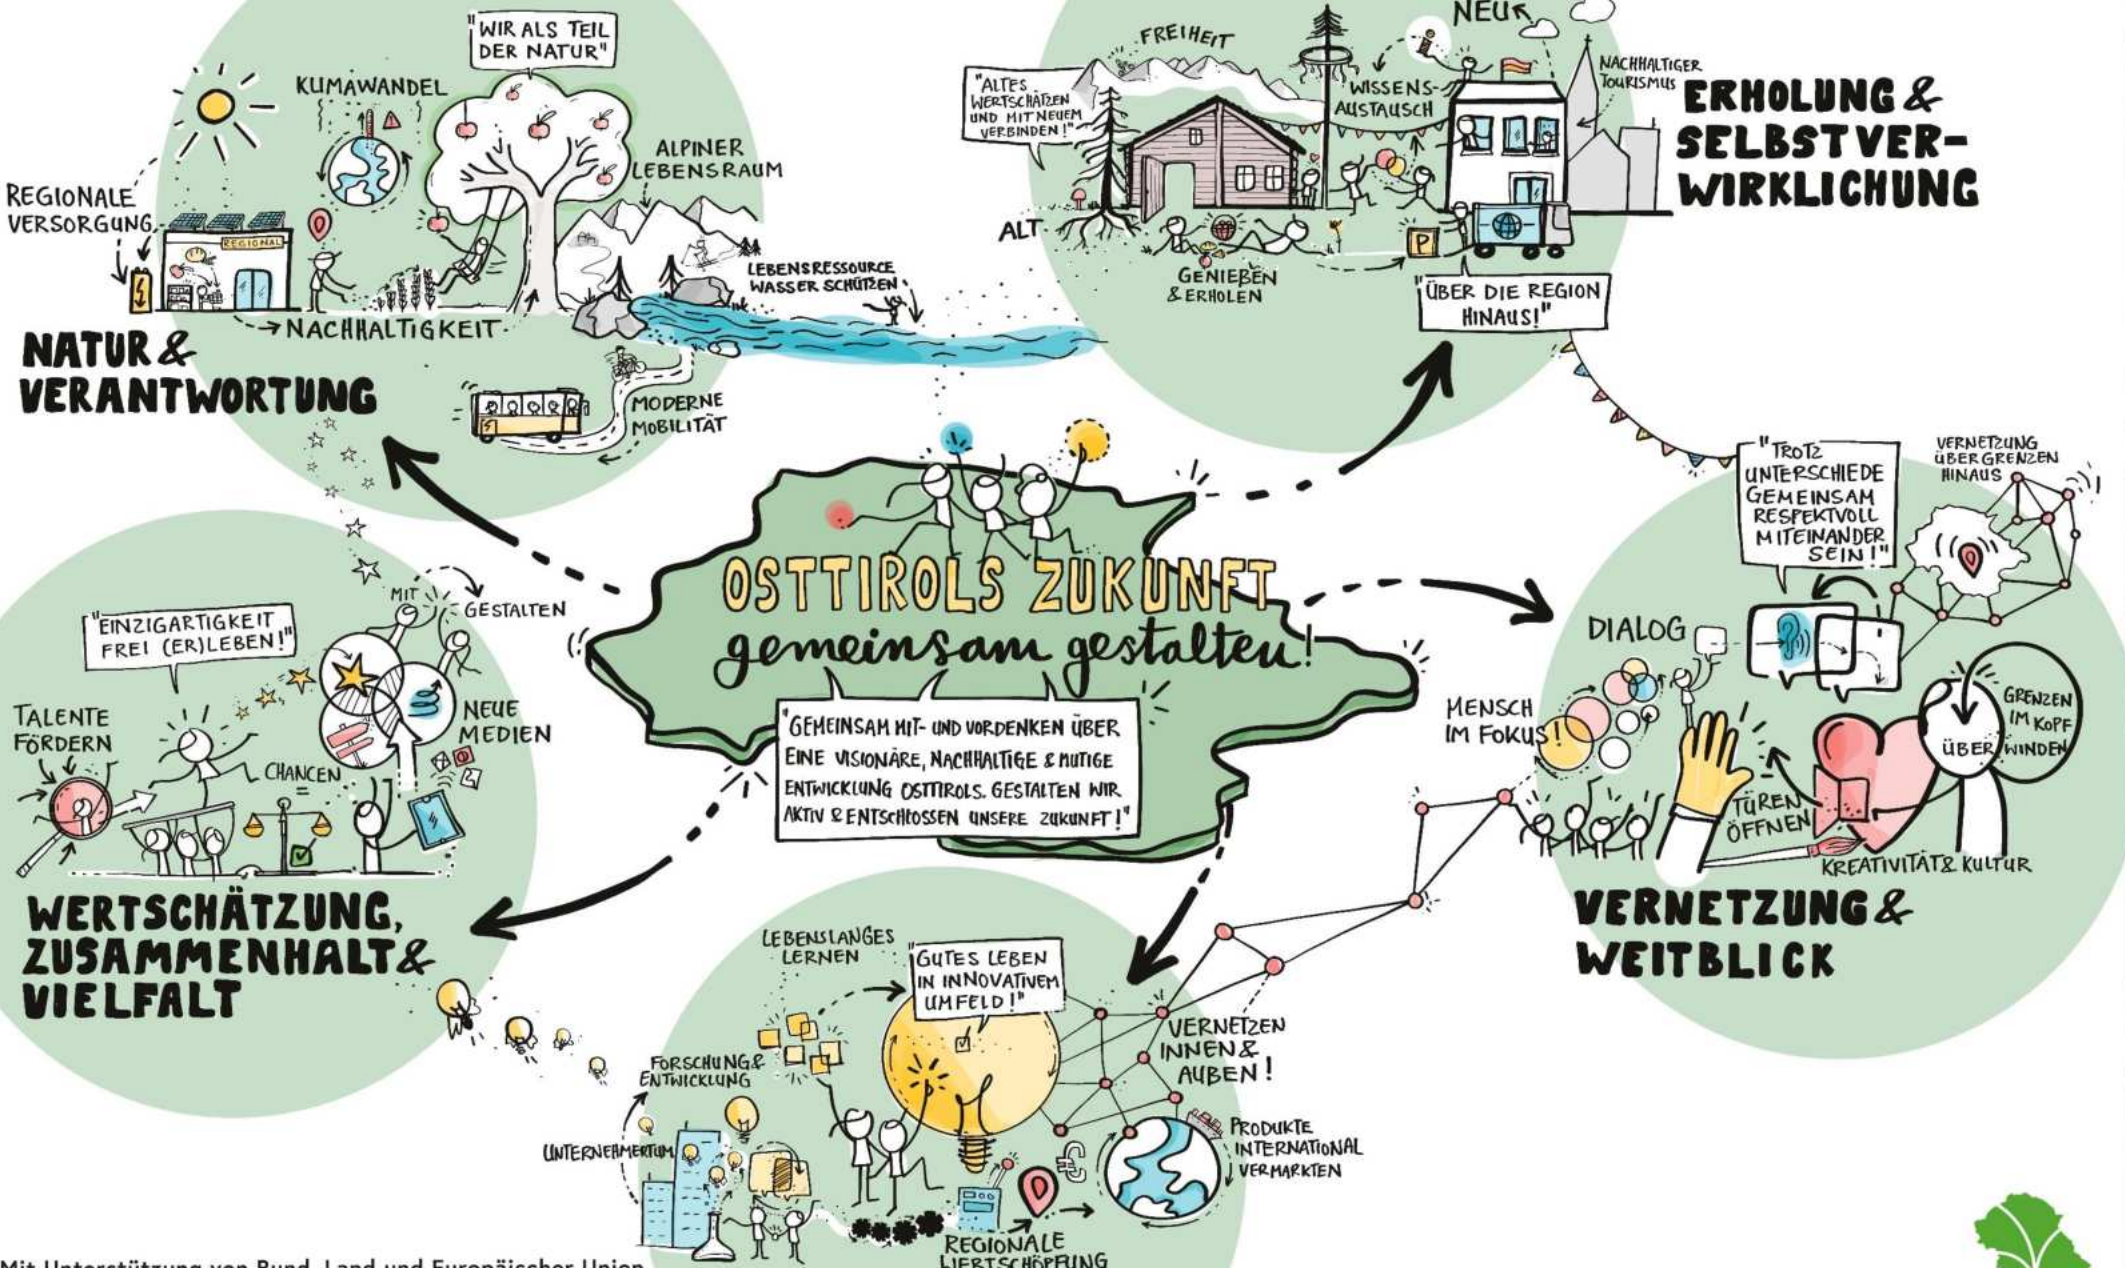 "WIR ALS TEIL
DER NATUR"
KLIMAWANDEL
ALPINER
LEBENSRAUM
REGIONALE
VERSORGUNG
REGIONAL
LEBENSRESSOURCE
WASSER SCHÜTZEN
NACHHALTIGKEIT
NATUR &
VERANTWORTUNG
MODERNE
MOBILITÄT
NEU
FREIHEIT
"ALTES
WERTSCHÄTZEN
UND MIT NEUEM
VERBINDEN!"
WISSENS-
AUSTAUSCH
NACHHALTIGER
TOURISMUS
ERHOLUNG &
SELBSTVER-
WIRKLICHUNG
ALT
P
GENIEßEN
& ERHOLEN
"ÜBER DIE REGION
HINAUS!"
OSTTIROLS ZUKUNFT
gemeinsam gestalten!
"GEMEINSAM MIT- UND VORDENKEN ÜBER
EINE VISIONÄRE, NACHHALTIGE & MUTIGE
ENTWICKLUNG OSTTIROLS. GESTALTEN WIR
AKTIV & ENTSCHLOSSEN UNSERE ZUKUNFT!"
"TROTZ
UNTERSCHIEDE
GEMEINSAM
RESPEKTVOLL
MITEINANDER
SEIN!"
VERNETZUNG
ÜBER GRENZEN
HINAUS
DIALOG
MENSCH
IM FOKUS!
GRENZEN
IM KOPF
ÜBER WINDEN
TÜREN
ÖFFNEN
KREATIVITÄT & KULTUR
VERNETZUNG &
WEITBLICK
MIT
GESTALTEN
"EINZIGARTIGKEIT
FREI (ER)LEBEN!"
TALENTE
FÖRDERN
NEUE
MEDIEN
CHANCEN
=
WERTSCHÄTZUNG,
ZUSAMMENHALT &
VIELFALT
LEBENSLANGES
LERNEN
"GUTES LEBEN
IN INNOVATIVEM
UMFELD!"
FORSCHUNG &
ENTWICKLUNG
UNTERNEHMERTUM
VERNETZEN
INNEN &
AUßEN!
€
PRODUKTE
INTERNATIONAL
VERMARKTEN
REGIONALE
WERTSCHÖPFUNG
Mit Unterstützung von Bund, Land und Europäischer Union